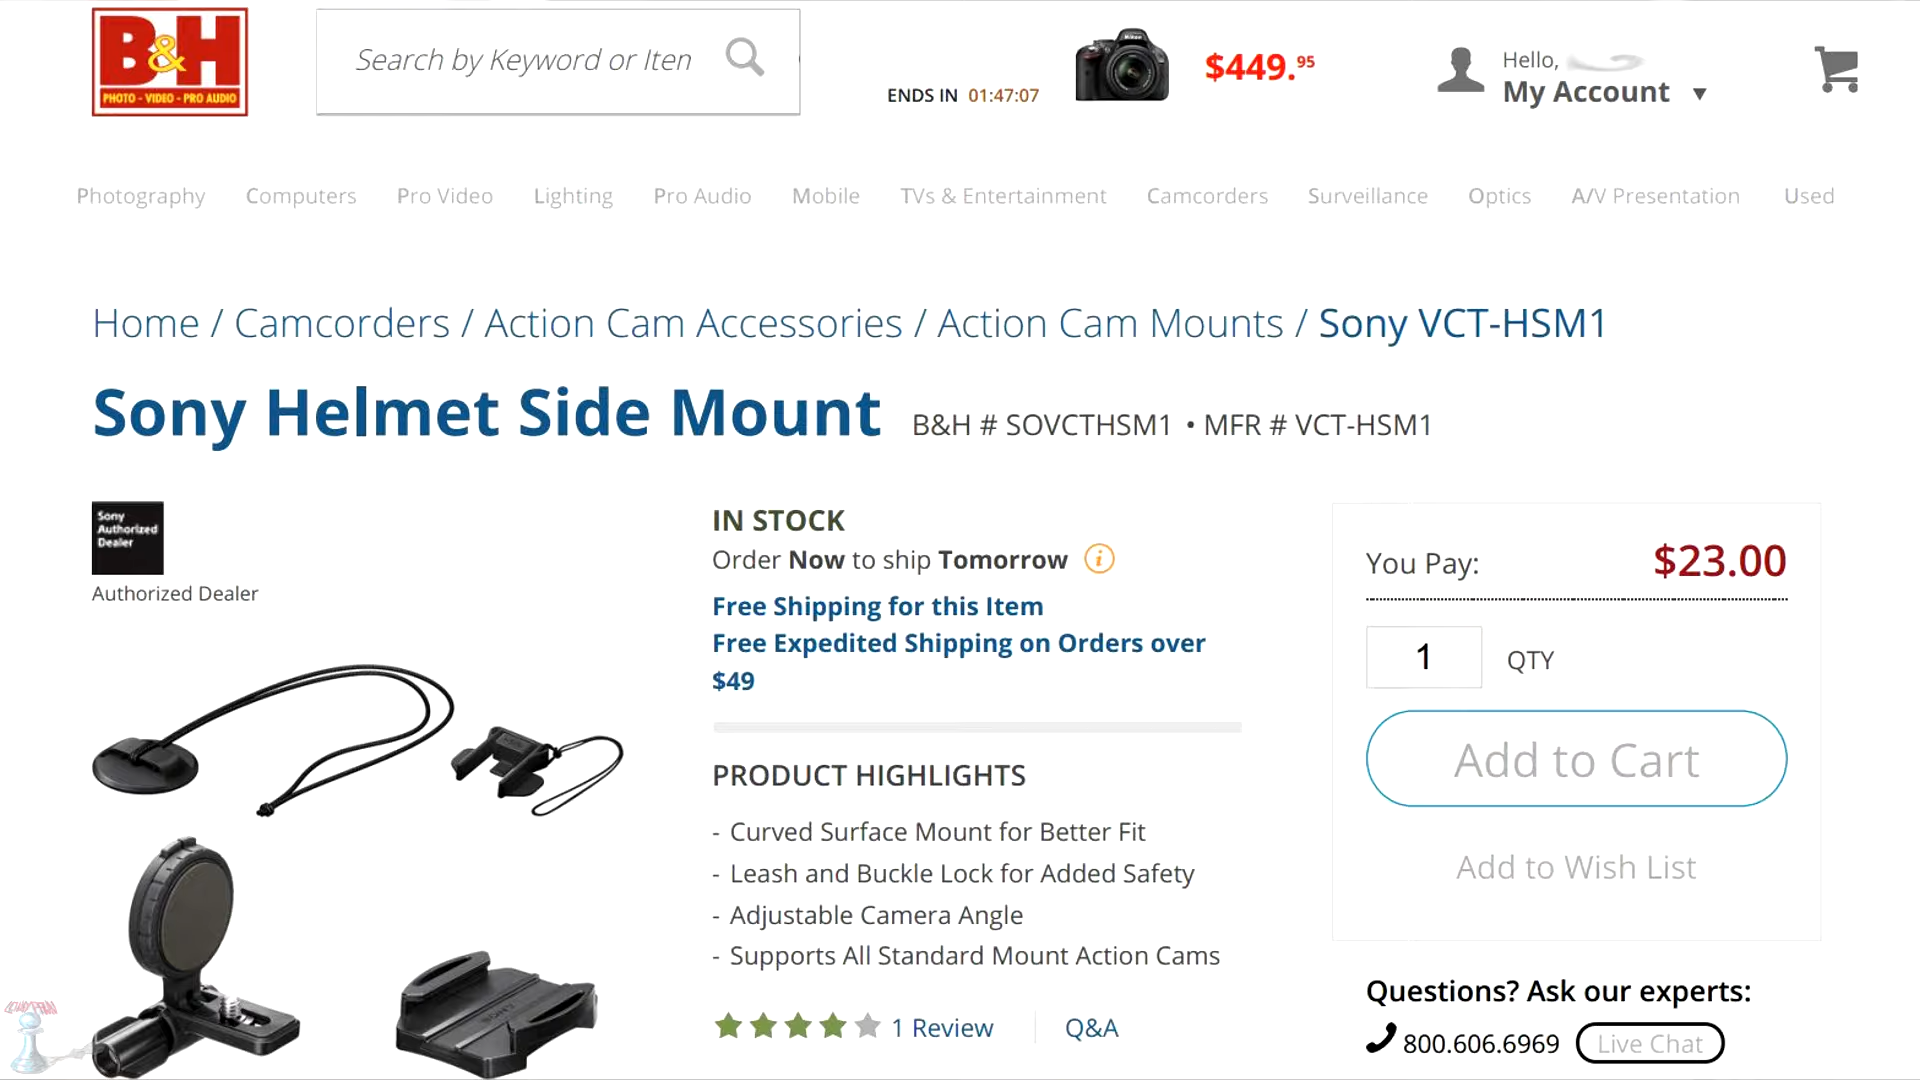 B&H
PHOTO - VIDEO - PRO AUDIO
Search by Keyword or Iten
ENDS IN 01:47:07
Nikon
$449.95
Hello,
My Account ▼
Photography Computers Pro Video Lighting Pro Audio Mobile TVs & Entertainment Camcorders Surveillance Optics A/V Presentation Used
Home / Camcorders / Action Cam Accessories / Action Cam Mounts / Sony VCT-HSM1
Sony Helmet Side Mount B&H # SOVCTHSM1 • MFR # VCT-HSM1
Sony
Authorized
Dealer
Authorized Dealer
IN STOCK
Order Now to ship Tomorrow i
Free Shipping for this Item
Free Expedited Shipping on Orders over
$49
PRODUCT HIGHLIGHTS
- Curved Surface Mount for Better Fit
- Leash and Buckle Lock for Added Safety
- Adjustable Camera Angle
- Supports All Standard Mount Action Cams
1 Review Q&A
You Pay: $23.00
1 QTY
Add to Cart
Add to Wish List
Questions? Ask our experts:
800.606.6969 Live Chat
SONY